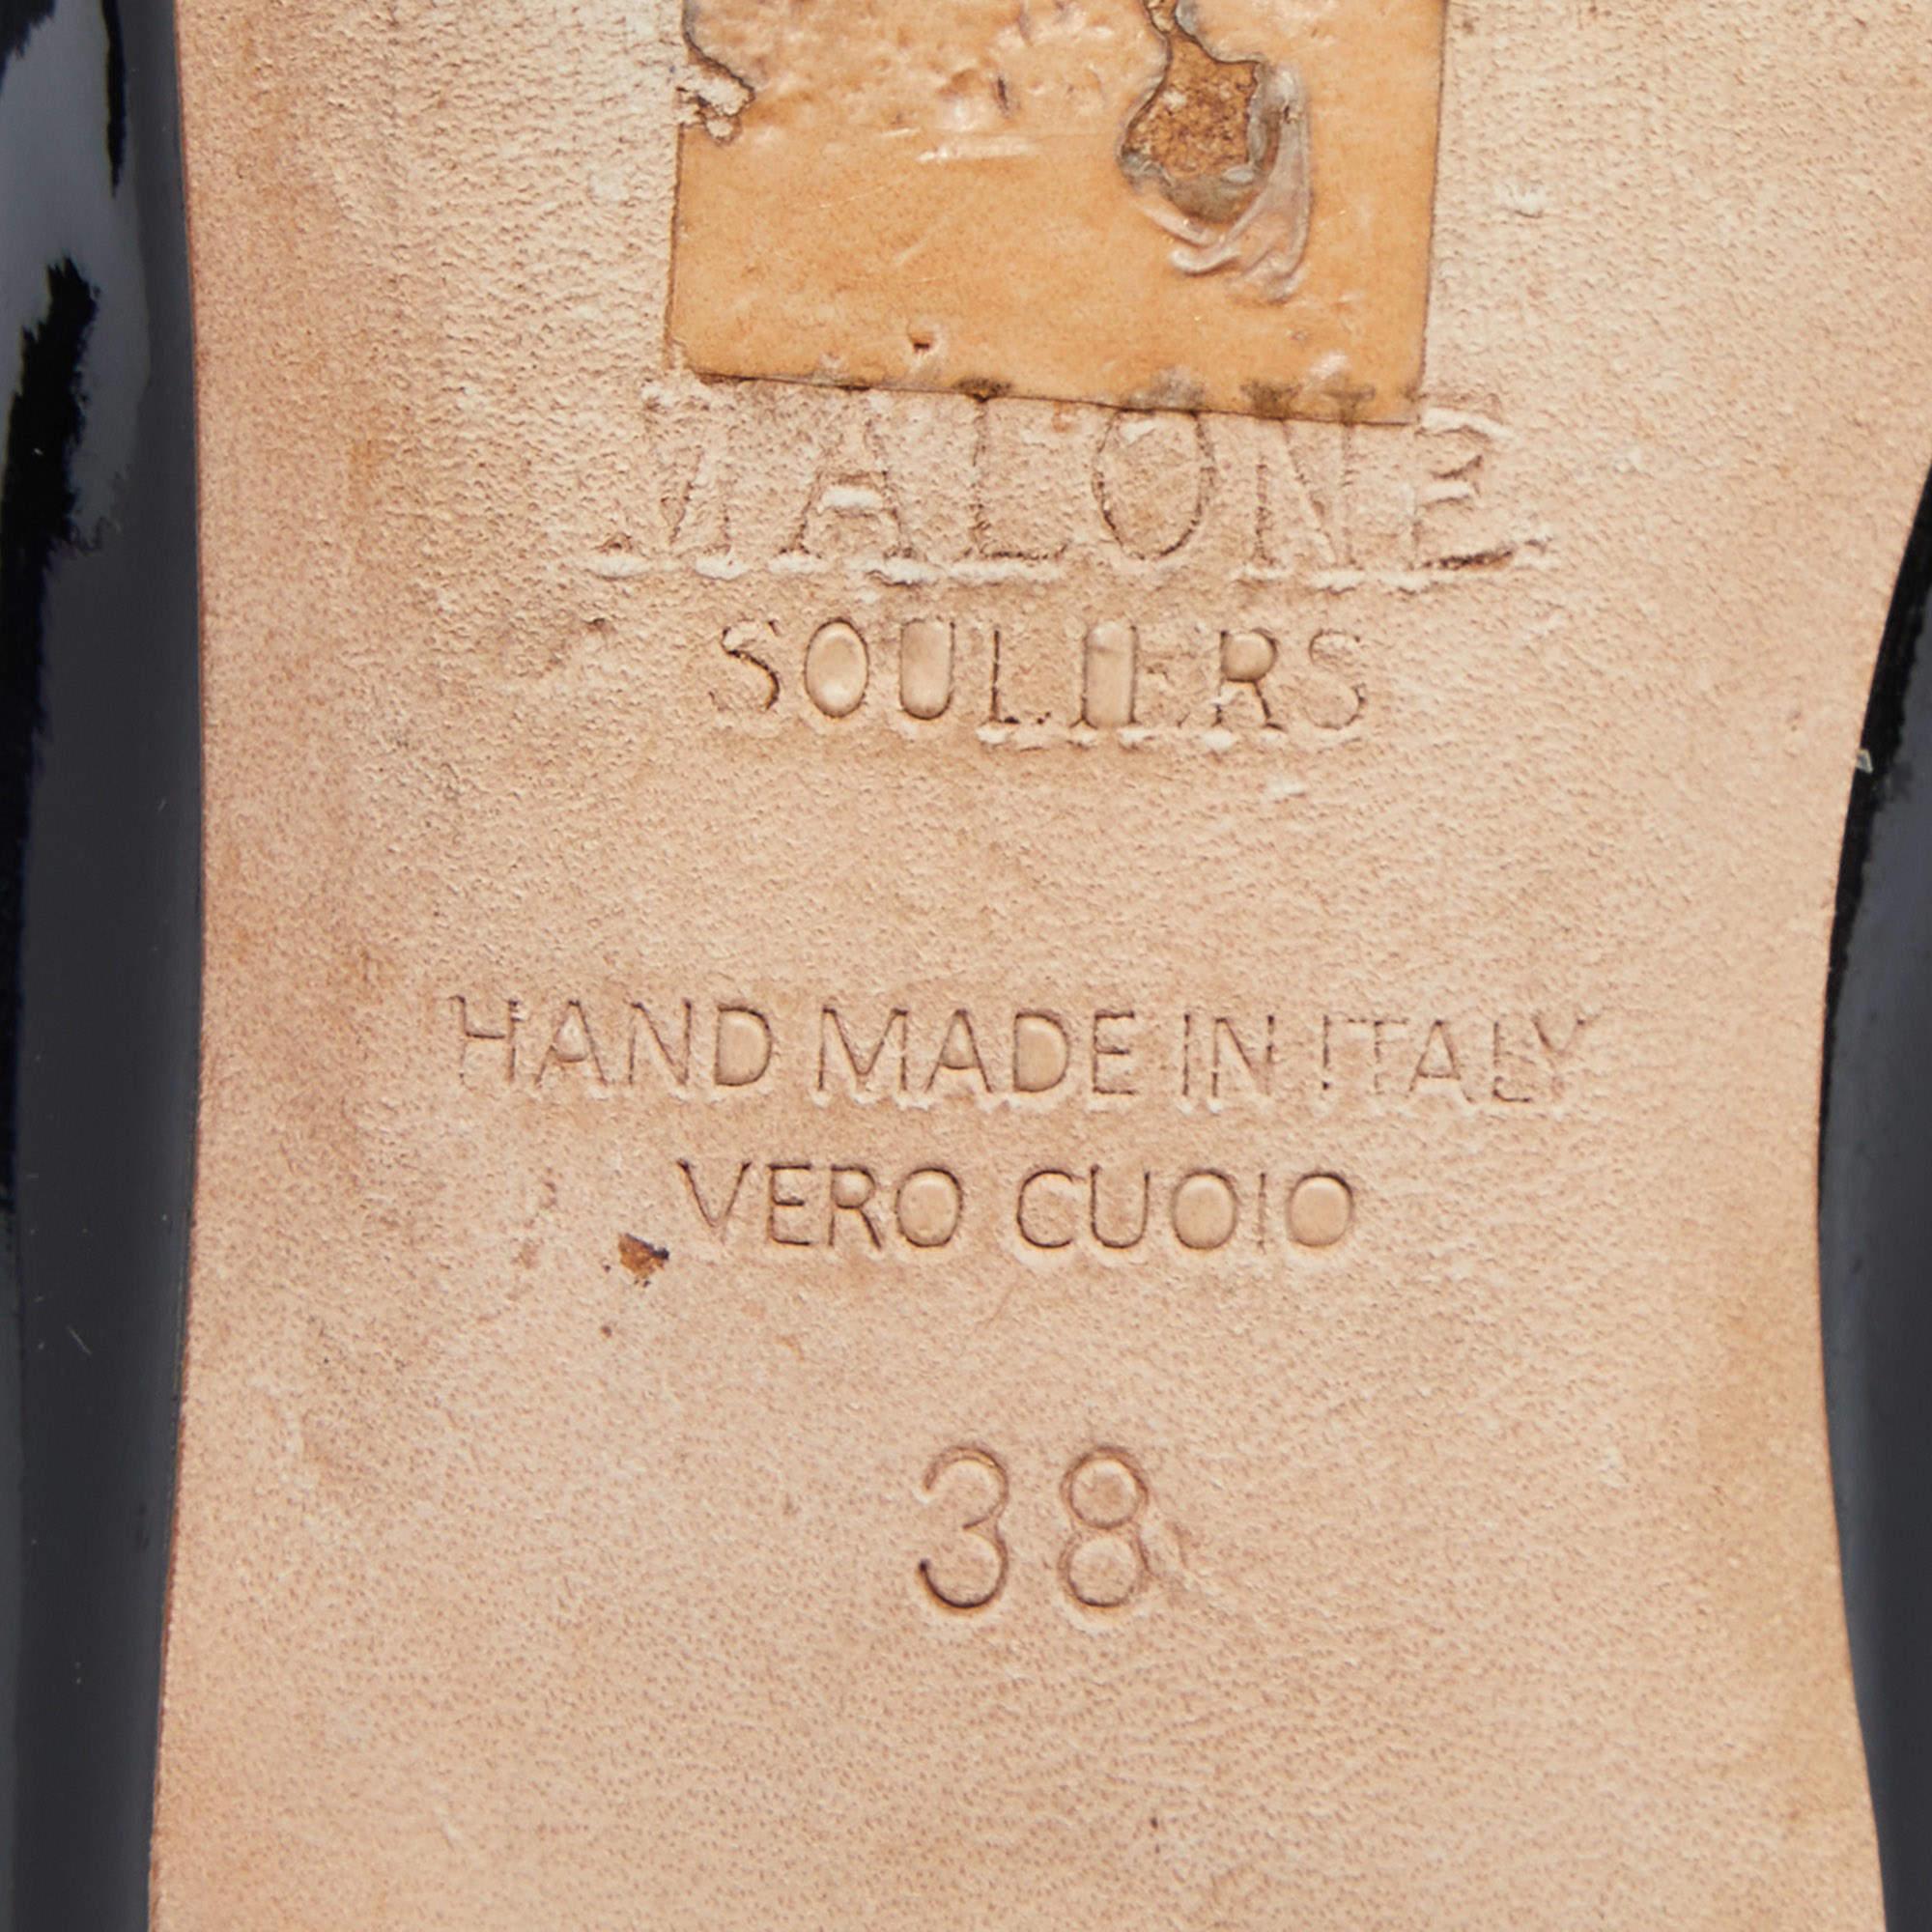 MALONE
SOULIERS
HAND MADE IN ITALY
VERO CUOIO
38